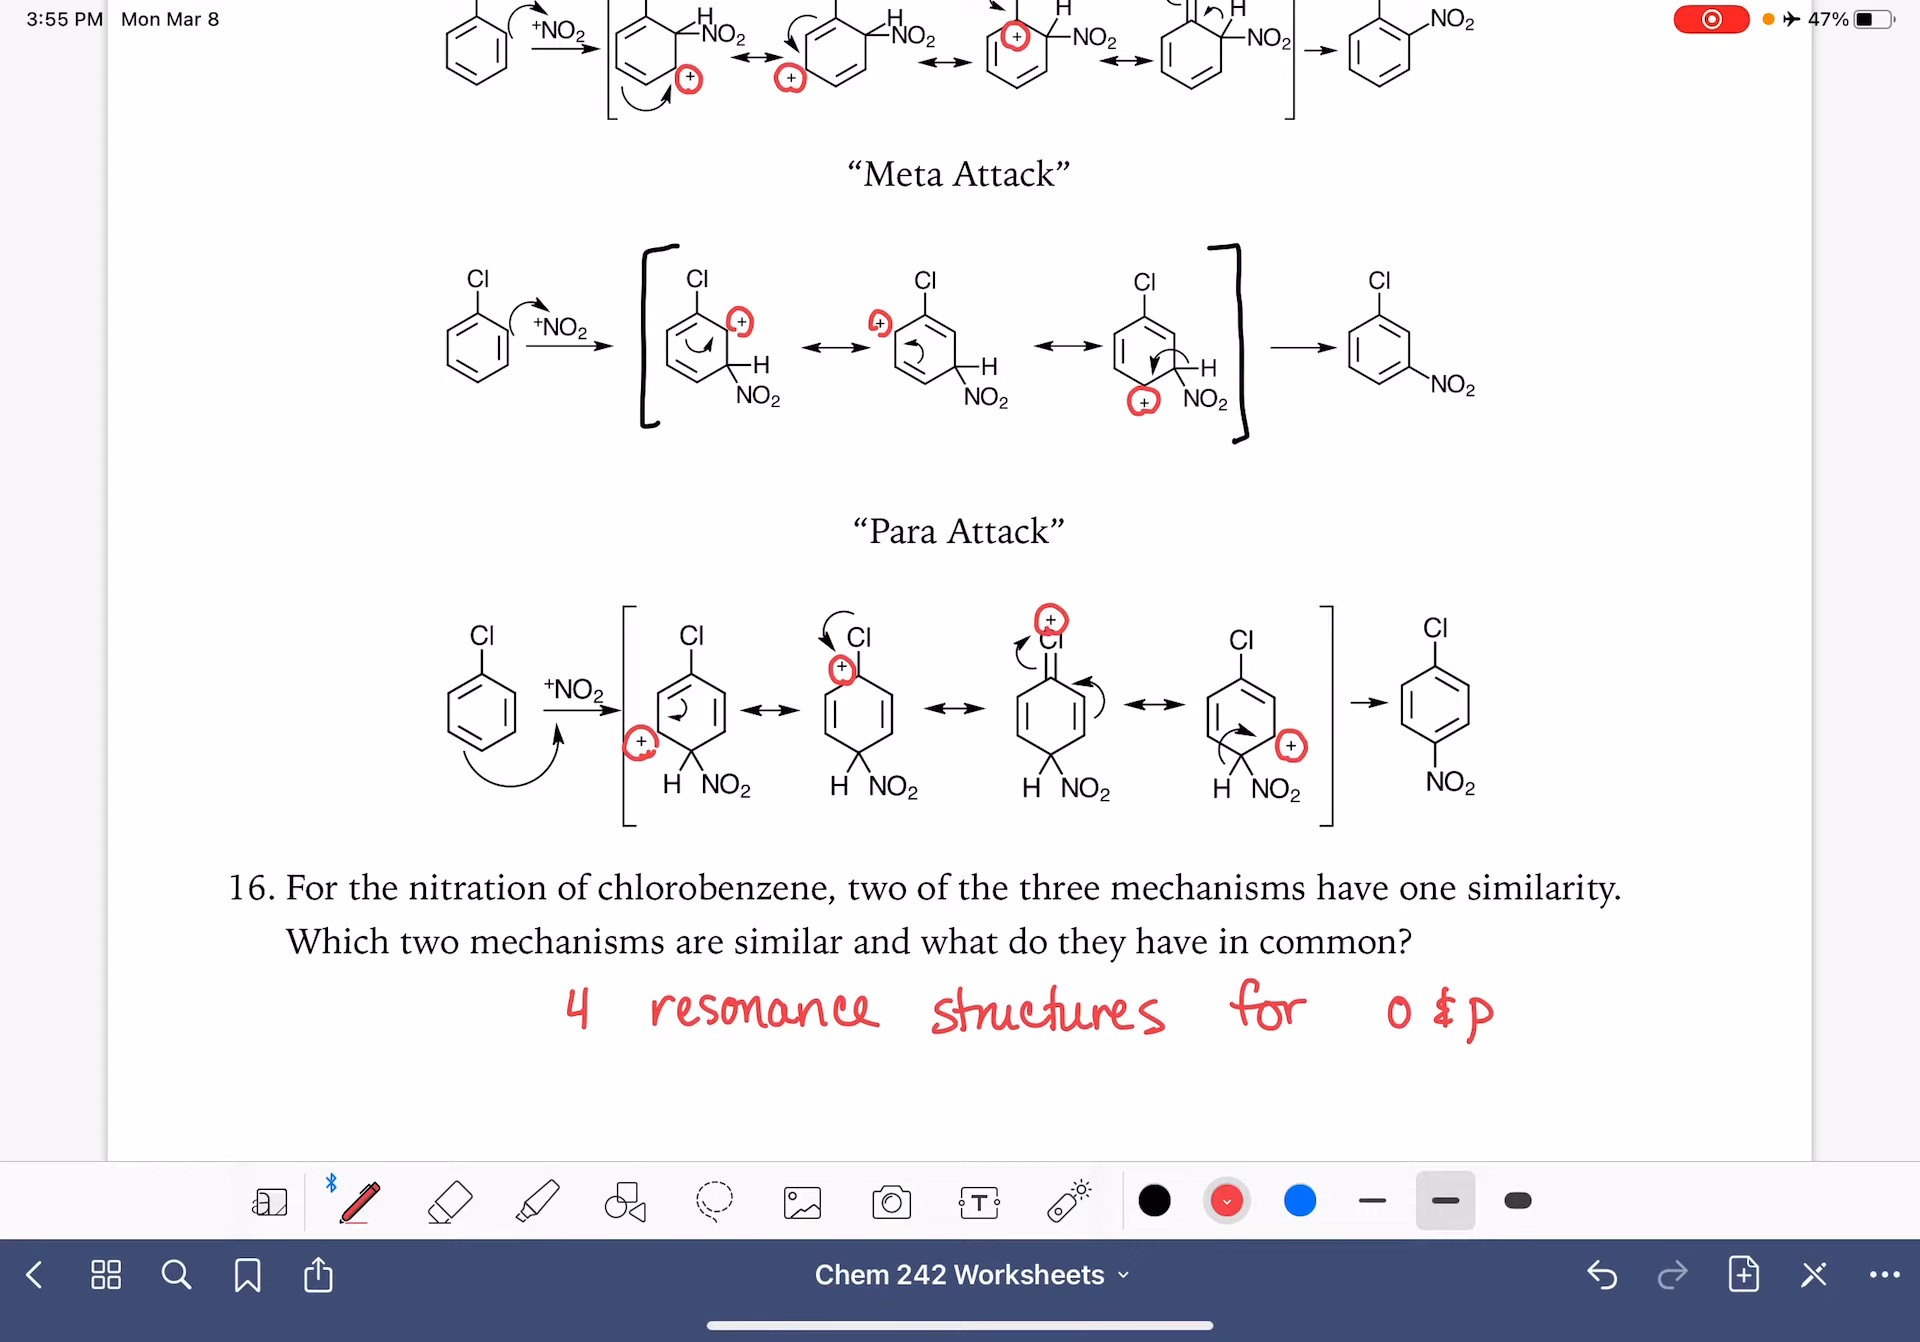 3:55 PM Mon Mar 8 47%
+NO2 H NO2 + H NO2 + H NO2 + H NO2 NO2
“Meta Attack”
Cl Cl Cl Cl Cl
+NO2 + + H NO2 H NO2 H NO2 + NO2
“Para Attack”
Cl Cl Cl + Cl Cl Cl
+NO2 + + +
H NO2 H NO2 H NO2 H NO2 NO2
16. For the nitration of chlorobenzene, two of the three mechanisms have one similarity.
Which two mechanisms are similar and what do they have in common?
4 resonance structures for o & p
a T
Chem 242 Worksheets